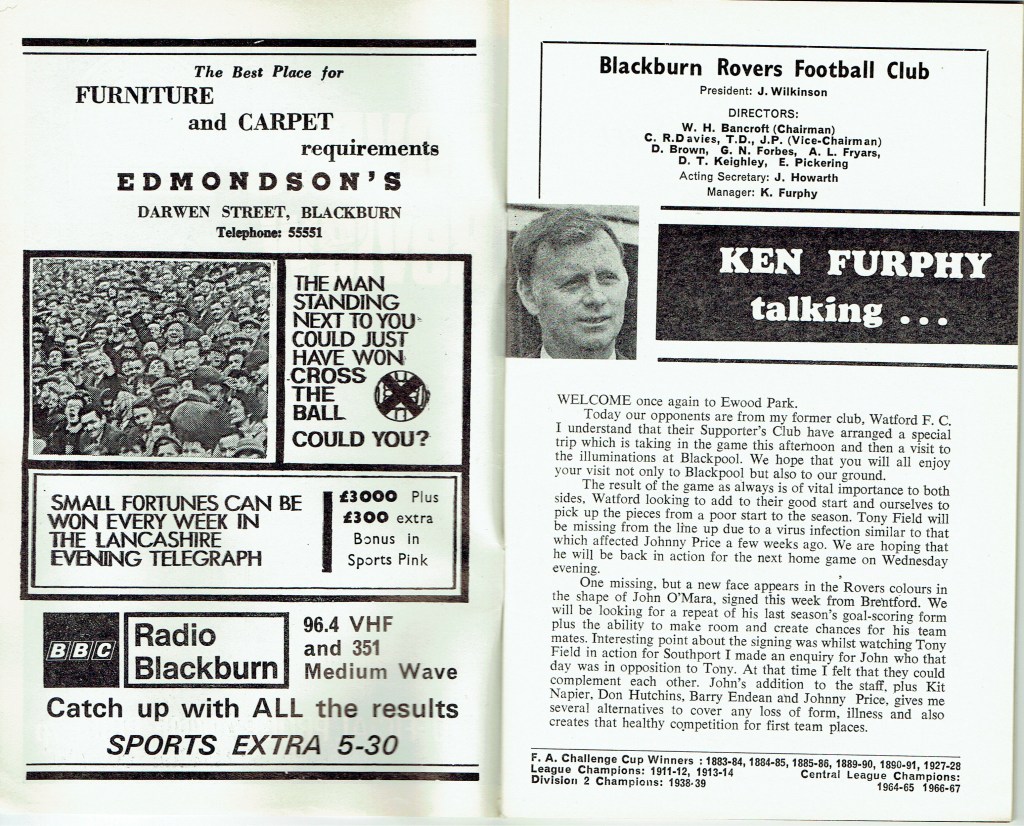 The Best Place for
FURNITURE
and CARPET
requirements
EDMONDSON'S
DARWEN STREET, BLACKBURN
Telephone: 55551
THE MAN
STANDING
NEXT TO YOU
COULD JUST
HAVE WON
CROSS
THE
BALL
COULD YOU?
SMALL FORTUNES CAN BE
WON EVERY WEEK IN
THE LANCASHIRE
EVENING TELEGRAPH
£3000 Plus
£300 extra
Bonus in
Sports Pink
BBC
Radio
Blackburn
96.4 VHF
and 351
Medium Wave
Catch up with ALL the results
SPORTS EXTRA 5-30
Blackburn Rovers Football Club
President: J. Wilkinson
DIRECTORS:
W. H. Bancroft (Chairman)
C. R.Davies, T.D., J.P. (Vice-Chairman)
D. Brown, G. N. Forbes, A. L. Fryars,
D. T. Keighley, E. Pickering
Acting Secretary: J. Howarth
Manager: K. Furphy
KEN FURPHY
talking ...
WELCOME once again to Ewood Park.
Today our opponents are from my former club, Watford F. C.
I understand that their Supporter's Club have arranged a special
trip which is taking in the game this afternoon and then a visit to
the illuminations at Blackpool. We hope that you will all enjoy
your visit not only to Blackpool but also to our ground.
The result of the game as always is of vital importance to both
sides, Watford looking to add to their good start and ourselves to
pick up the pieces from a poor start to the season. Tony Field will
be missing from the line up due to a virus infection similar to that
which affected Johnny Price a few weeks ago. We are hoping that
he will be back in action for the next home game on Wednesday
evening.
One missing, but a new face appears in the Rovers colours in
the shape of John O'Mara, signed this week from Brentford. We
will be looking for a repeat of his last season's goal-scoring form
plus the ability to make room and create chances for his team
mates. Interesting point about the signing was whilst watching Tony
Field in action for Southport I made an enquiry for John who that
day was in opposition to Tony. At that time I felt that they could
complement each other. John's addition to the staff, plus Kit
Napier, Don Hutchins, Barry Endean and Johnny Price, gives me
several alternatives to cover any loss of form, illness and also
creates that healthy competition for first team places.
F. A. Challenge Cup Winners : 1883-84, 1884-85, 1885-86, 1889-90, 1890-91, 1927-28
League Champions: 1911-12, 1913-14 Central League Champions:
Division 2 Champions: 1938-39 1964-65 1966-67